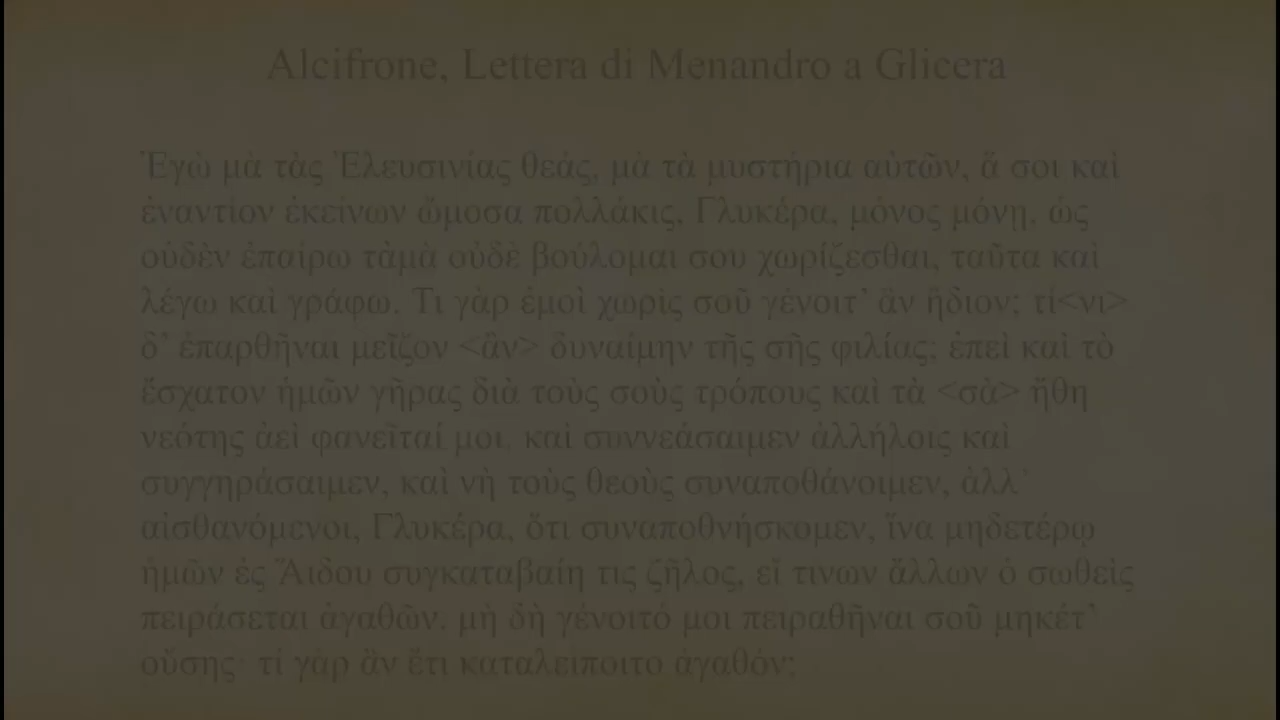 Alcifrone, Lettera di Menandro a Glicera
Ἐγὼ μὰ τὰς Ἐλευσινίας θεάς, μὰ τὰ μυστήρια αὐτῶν, ἅ σοι καὶ
ἐναντίον ἐκείνων ὤμοσα πολλάκις, Γλυκέρα, μόνος μόνῃ, ὡς
οὐδὲν ἐπαίρω τἀμὰ οὐδὲ βούλομαι σου χωρίζεσθαι, ταῦτα καὶ
λέγω καὶ γράφω. Τι γὰρ ἐμοὶ χωρὶς σοῦ γένοιτ’ ἂν ἥδιον; τί<νι>
δ’ ἐπαρθῆναι μεῖζον <ἂν> δυναίμην τῆς σῆς φιλίας; ἐπεὶ καὶ τὸ
ἔσχατον ἡμῶν γῆρας διὰ τοὺς σοὺς τρόπους καὶ τὰ <σὰ> ἤθη
νεότης ἀεὶ φανεῖταί μοι. καὶ συννεάσαιμεν ἀλλήλοις καὶ
συγγηράσαιμεν, καὶ νὴ τοὺς θεοὺς συναποθάνοιμεν, ἀλλ’
αἰσθανόμενοι, Γλυκέρα, ὅτι συναποθνήσκομεν, ἵνα μηδετέρῳ
ἡμῶν ἐς Ἅιδου συγκαταβαίη τις ζῆλος, εἴ τινων ἄλλων ὁ σωθεὶς
πειράσεται ἀγαθῶν. μὴ δὴ γένοιτό μοι πειραθῆναι σοῦ μηκέτ’
οὔσης· τί γὰρ ἂν ἔτι καταλείποιτο ἀγαθόν;